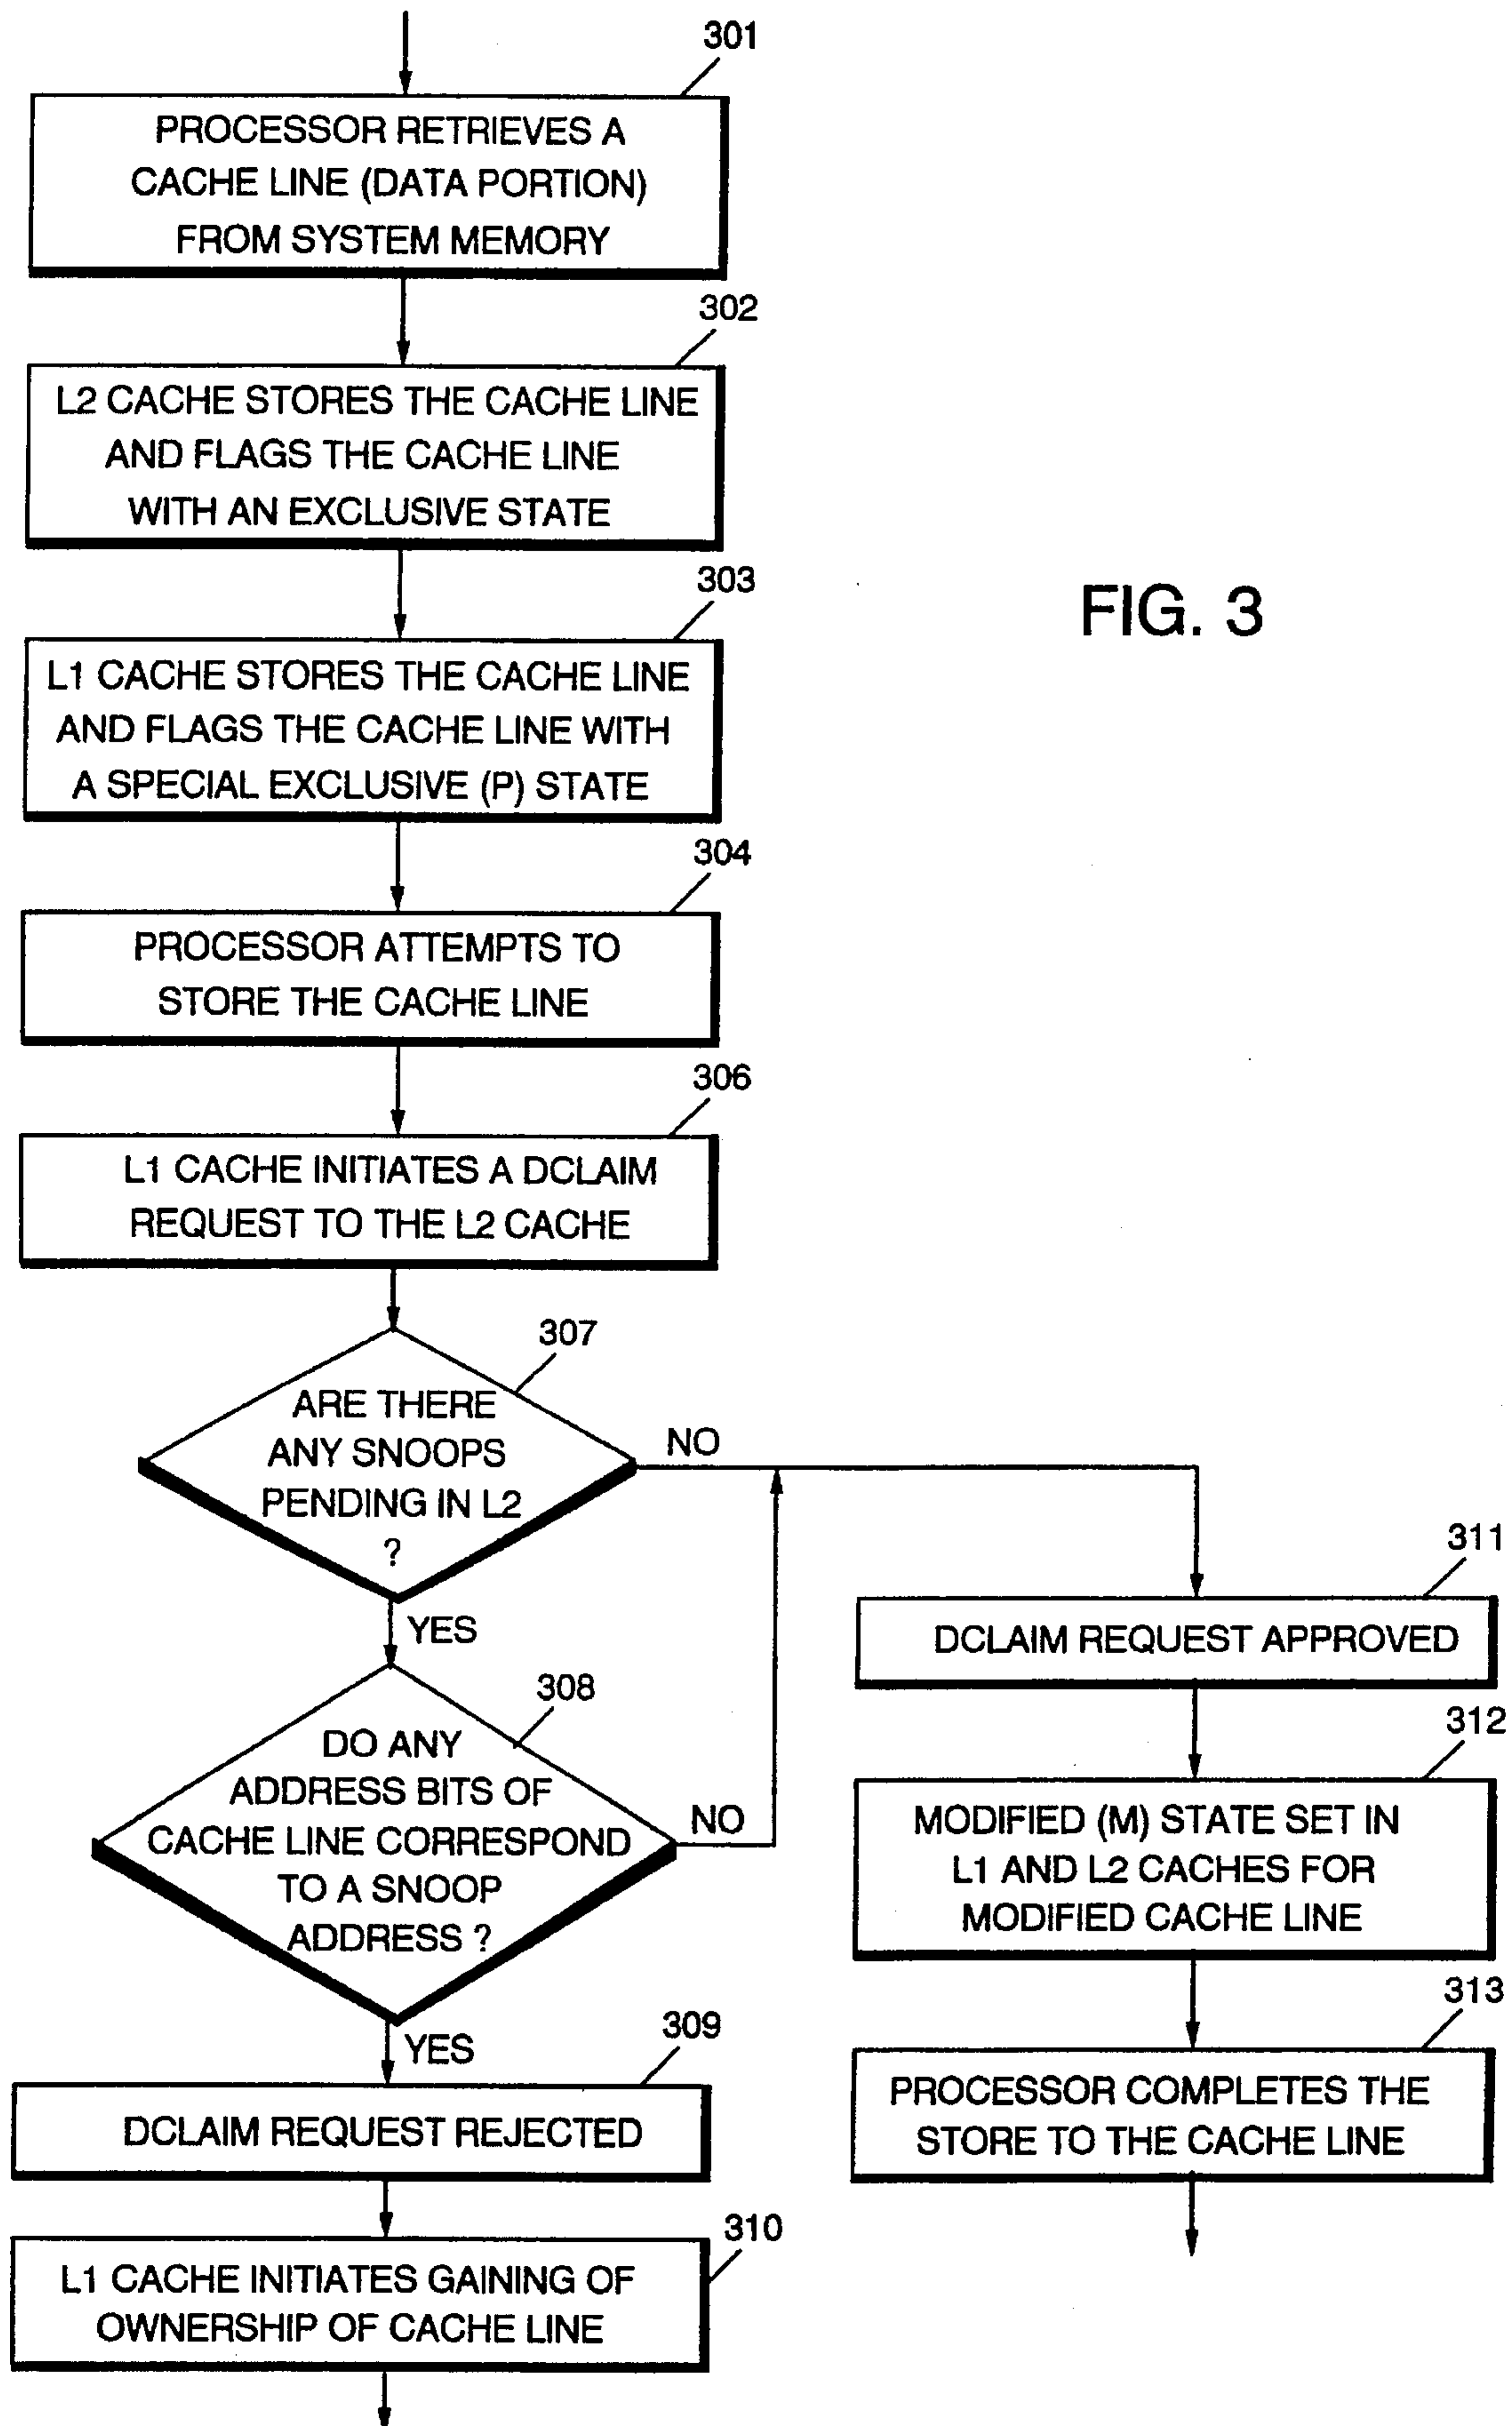 301
PROCESSOR RETRIEVES A
CACHE LINE (DATA PORTION)
FROM SYSTEM MEMORY
302
L2 CACHE STORES THE CACHE LINE
AND FLAGS THE CACHE LINE
WITH AN EXCLUSIVE STATE
303
L1 CACHE STORES THE CACHE LINE
AND FLAGS THE CACHE LINE WITH
A SPECIAL EXCLUSIVE (P) STATE
FIG. 3
304
PROCESSOR ATTEMPTS TO
STORE THE CACHE LINE
306
L1 CACHE INITIATES A DCLAIM
REQUEST TO THE L2 CACHE
307
ARE THERE
ANY SNOOPS
PENDING IN L2
?
NO
YES
308
DO ANY
ADDRESS BITS OF
CACHE LINE CORRESPOND
TO A SNOOP
ADDRESS ?
NO
YES
309
DCLAIM REQUEST REJECTED
310
L1 CACHE INITIATES GAINING OF
OWNERSHIP OF CACHE LINE
311
DCLAIM REQUEST APPROVED
312
MODIFIED (M) STATE SET IN
L1 AND L2 CACHES FOR
MODIFIED CACHE LINE
313
PROCESSOR COMPLETES THE
STORE TO THE CACHE LINE